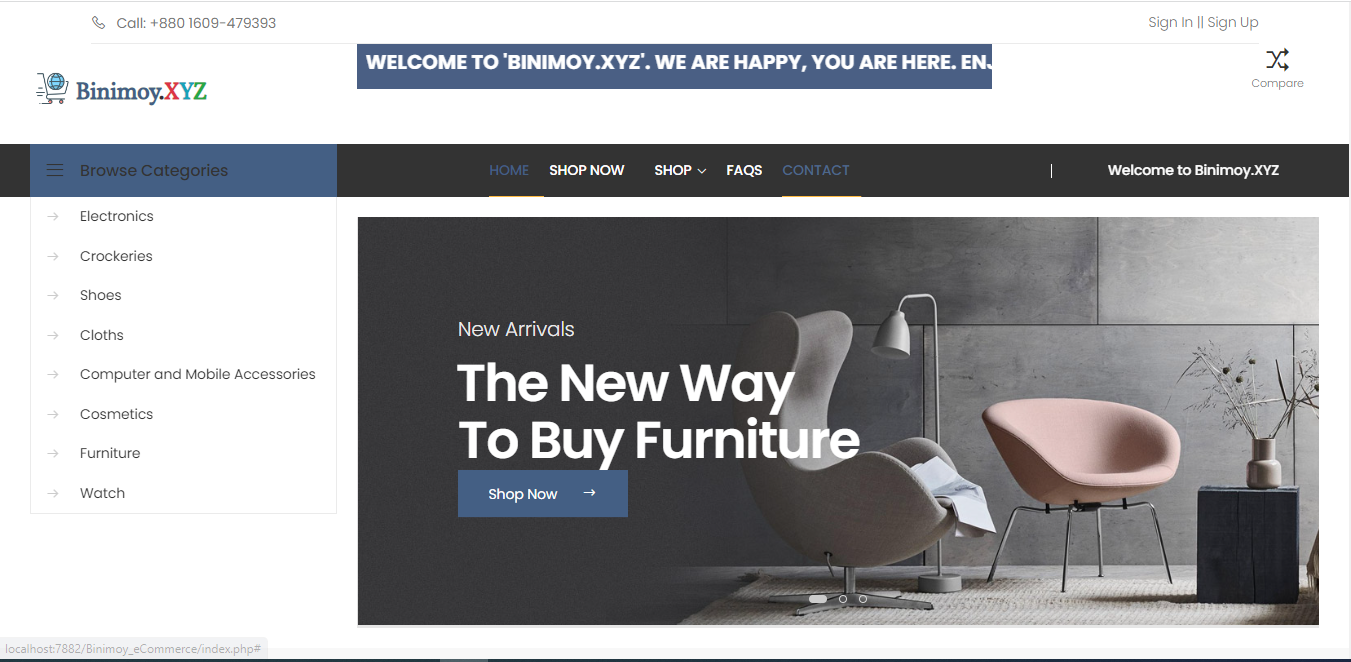 Call: +880 1609-479393
Sign In || Sign Up
WELCOME TO 'BINIMOY.XYZ'. WE ARE HAPPY, YOU ARE HERE. ENJ
Compare
Binimoy.XYZ
Browse Categories
HOME SHOP NOW SHOP FAQS CONTACT
| Welcome to Binimoy.XYZ
Electronics
Crockeries
Shoes
Cloths
Computer and Mobile Accessories
Cosmetics
Furniture
Watch
New Arrivals
The New Way
To Buy Furniture
Shop Now
localhost:7882/Binimoy_eCommerce/index.php#